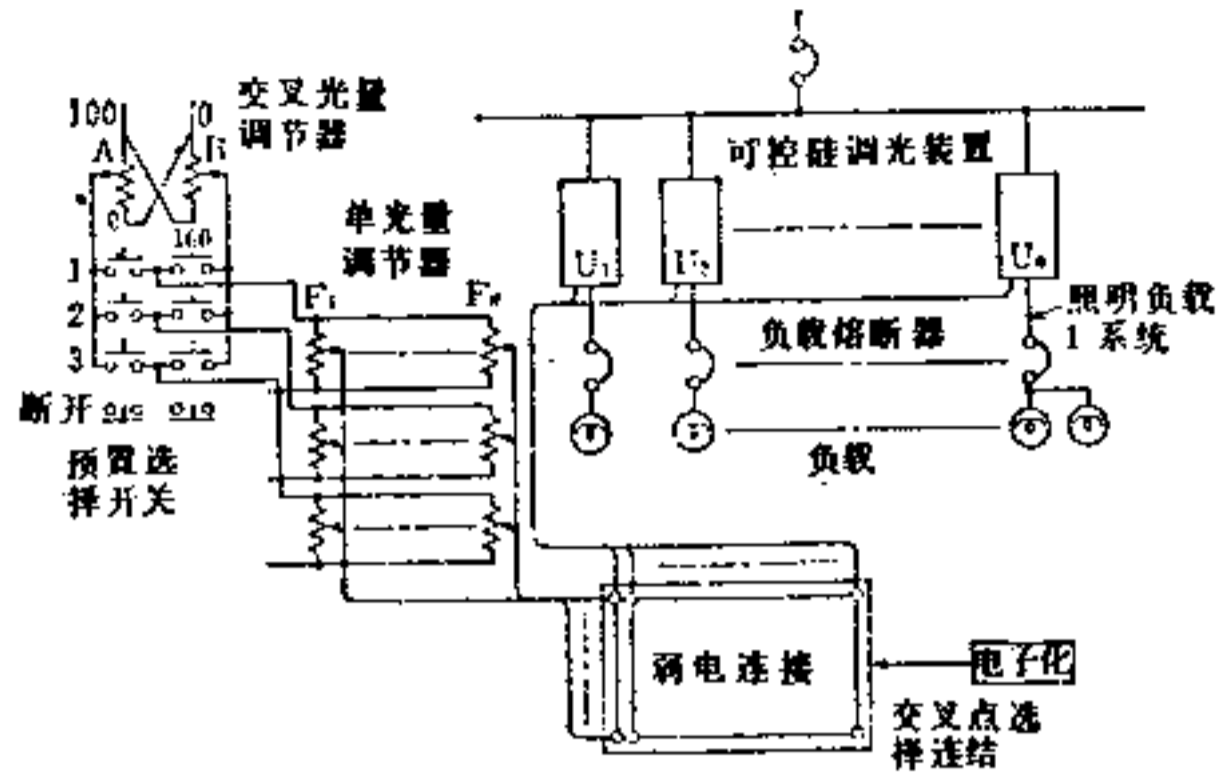 100
0
交叉光量
调节器
A
B
0
100
单光量
调节器
1
2
3
断开
预置选
择开关
F₁
Fₙ
可控硅调光装置
U₁
U₂
Uₙ
照明负载
1 系统
负载熔断器
负载
弱电连接
电子化
交叉点选
择连结